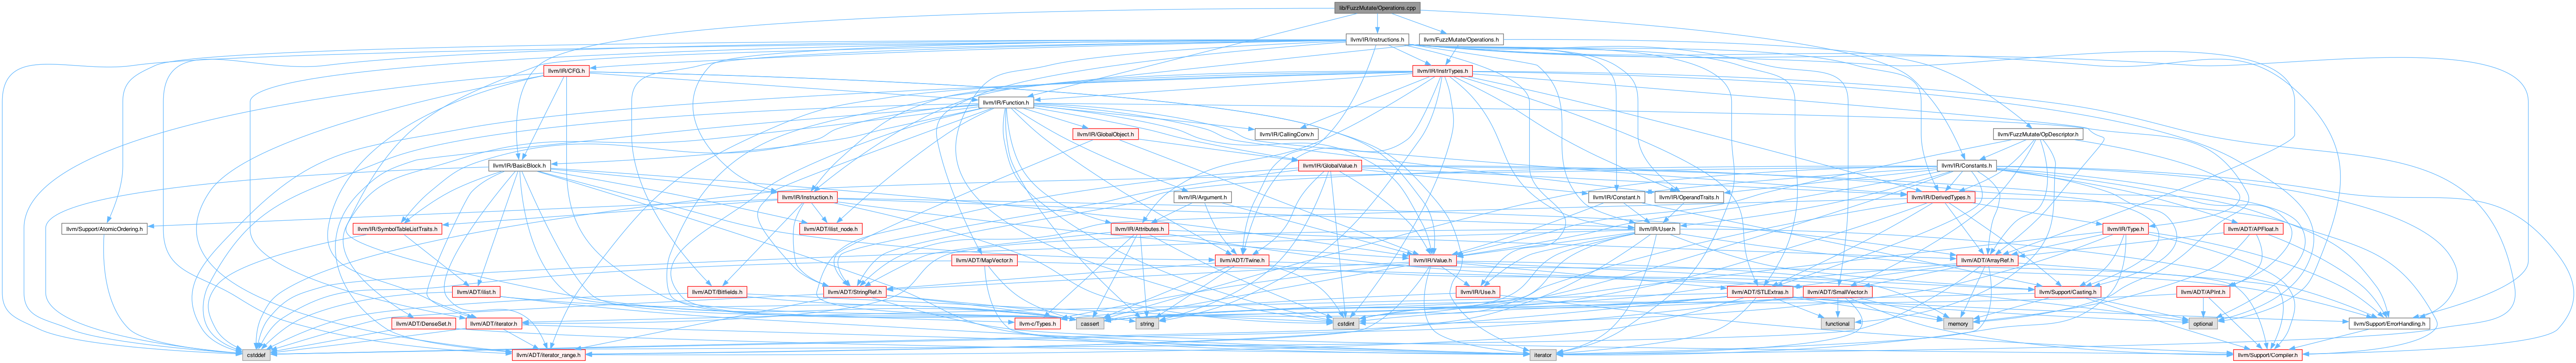 lib/FuzzMutate/Operations.cpp
llvm/IR/Instructions.h
llvm/FuzzMutate/Operations.h
llvm/IR/CFG.h
llvm/IR/InstrTypes.h
llvm/IR/Function.h
llvm/IR/GlobalObject.h
llvm/IR/CallingConv.h
llvm/FuzzMutate/OpDescriptor.h
llvm/IR/BasicBlock.h
llvm/IR/GlobalValue.h
llvm/IR/Constants.h
llvm/IR/Instruction.h
llvm/IR/Argument.h
llvm/IR/Constant.h
llvm/IR/OperandTraits.h
llvm/IR/DerivedTypes.h
llvm/Support/AtomicOrdering.h
llvm/IR/SymbolTableListTraits.h
llvm/ADT/ilist_node.h
llvm/IR/Attributes.h
llvm/IR/User.h
llvm/IR/Type.h
llvm/ADT/APFloat.h
llvm/ADT/MapVector.h
llvm/ADT/Twine.h
llvm/IR/Value.h
llvm/ADT/ArrayRef.h
llvm/ADT/ilist.h
llvm/ADT/Bitfields.h
llvm/ADT/StringRef.h
llvm/IR/Use.h
llvm/ADT/STLExtras.h
llvm/ADT/SmallVector.h
llvm/Support/Casting.h
llvm/ADT/APInt.h
llvm/ADT/DenseSet.h
llvm/ADT/iterator.h
llvm-c/Types.h
cassert
string
cstdint
functional
memory
optional
llvm/Support/ErrorHandling.h
cstddef
llvm/ADT/iterator_range.h
iterator
llvm/Support/Compiler.h